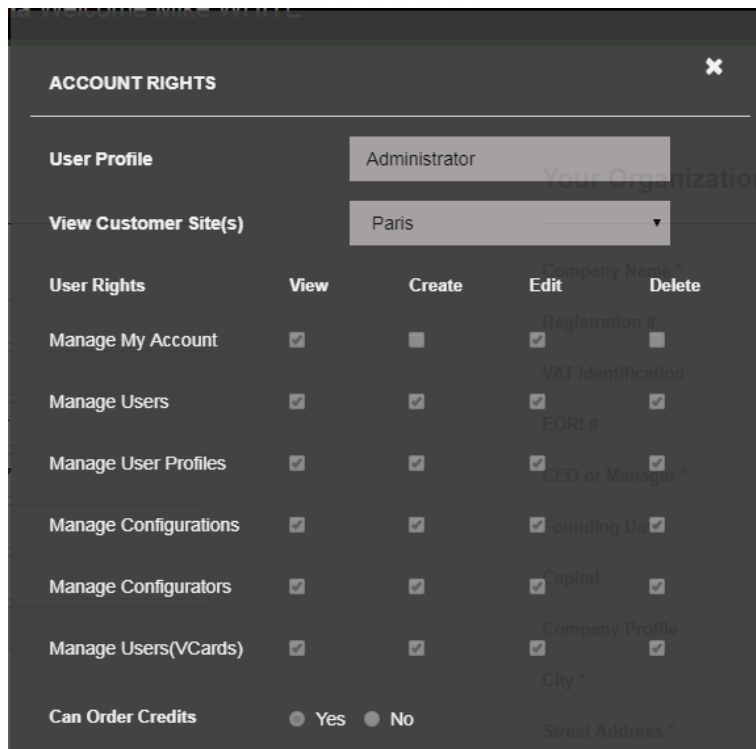 a Welcome Mike WHITE
ACCOUNT RIGHTS
User Profile Administrator
Your Organization
View Customer Site(s) Paris
Company Name *
User Rights View Create Edit Delete
Registration #
Manage My Account
VAT Identification
Manage Users
EORI #
Manage User Profiles
CEO or Manager *
Manage Configurations
Founding Da
Manage Configurators
Capital
Company Profile
Manage Users(VCards)
City *
Can Order Credits Yes No
Street Address *